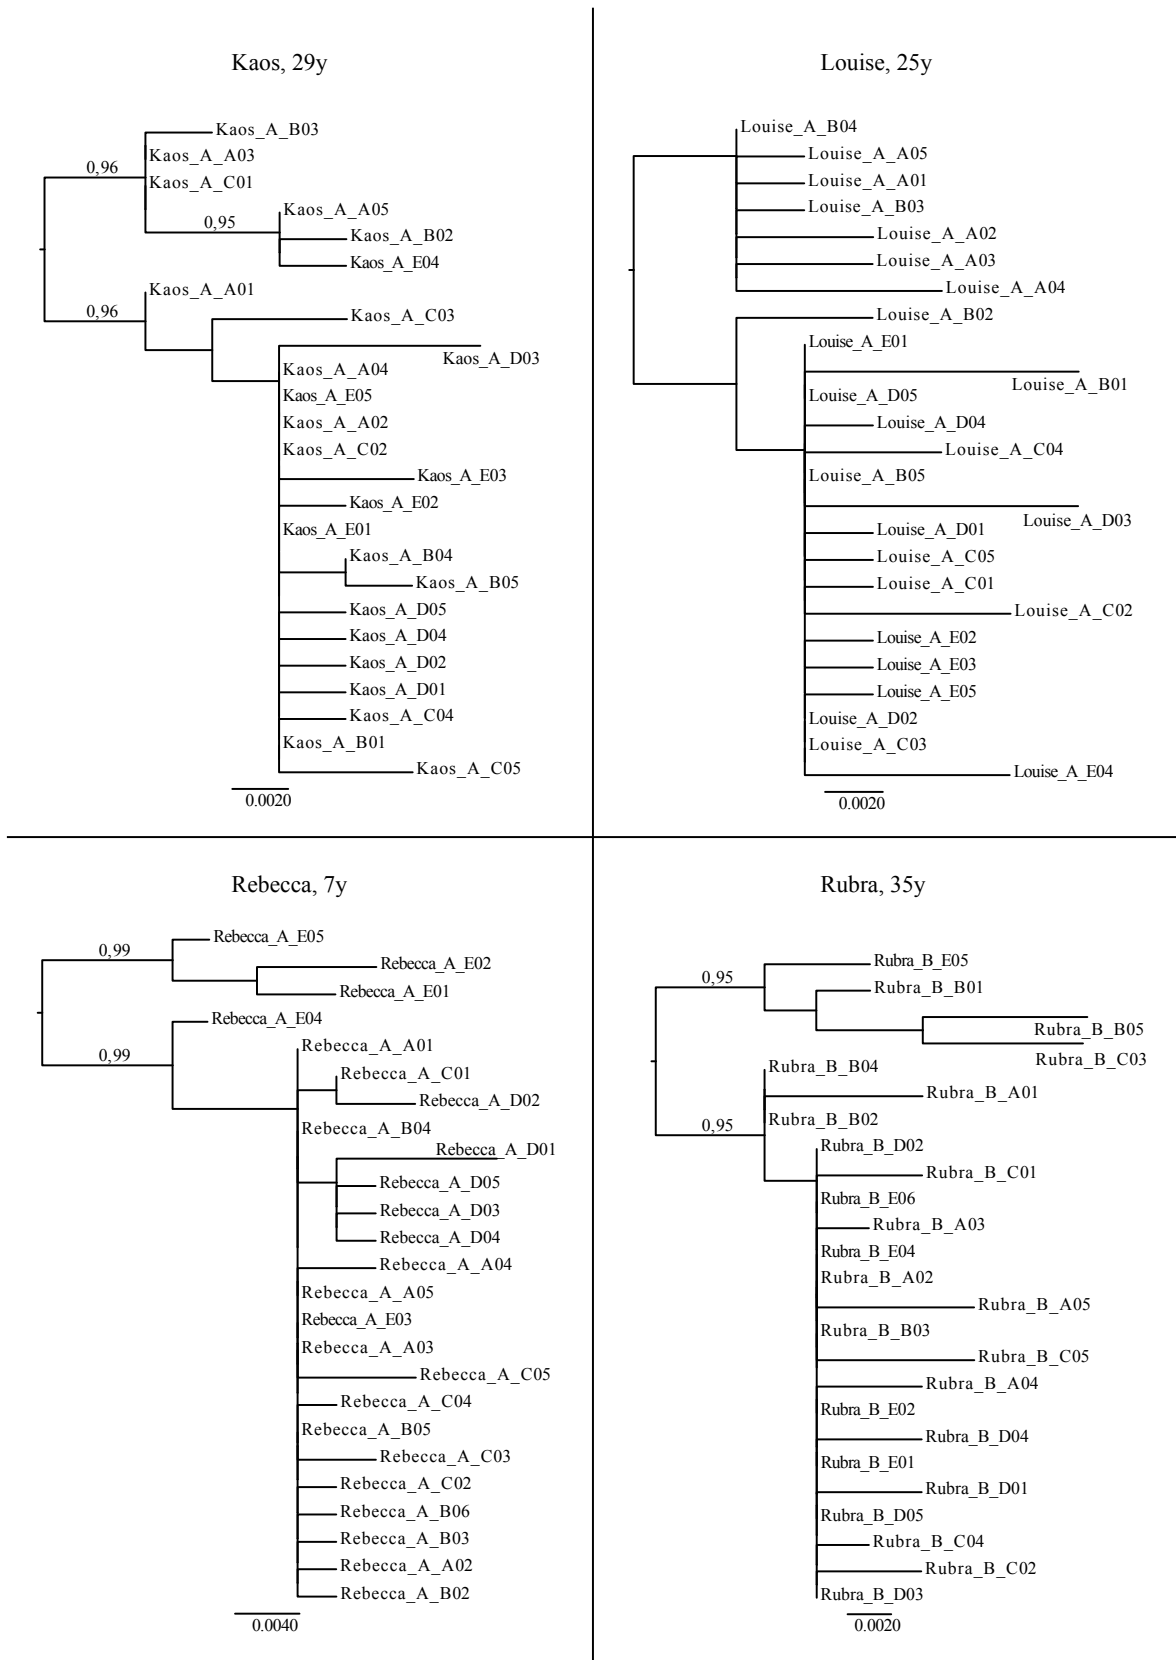 Kaos, 29y
Kaos_A_B03
Kaos_A_A03
0,96
Kaos_A_C01
Kaos_A_A05
0,95
Kaos_A_B02
Kaos_A_E04
Kaos_A_A01
0,96
Kaos_A_C03
Kaos_A_D03
Kaos_A_A04
Kaos_A_E05
Kaos_A_A02
Kaos_A_C02
Kaos_A_E03
Kaos_A_E02
Kaos_A_E01
Kaos_A_B04
Kaos_A_B05
Kaos_A_D05
Kaos_A_D04
Kaos_A_D02
Kaos_A_D01
Kaos_A_C04
Kaos_A_B01
Kaos_A_C05
0.0020
Louise, 25y
Louise_A_B04
Louise_A_A05
Louise_A_A01
Louise_A_B03
Louise_A_A02
Louise_A_A03
Louise_A_A04
Louise_A_B02
Louise_A_E01
Louise_A_B01
Louise_A_D05
Louise_A_D04
Louise_A_C04
Louise_A_B05
Louise_A_D03
Louise_A_D01
Louise_A_C05
Louise_A_C01
Louise_A_C02
Louise_A_E02
Louise_A_E03
Louise_A_E05
Louise_A_D02
Louise_A_C03
Louise_A_E04
0.0020
Rebecca, 7y
Rebecca_A_E05
0,99
Rebecca_A_E02
Rebecca_A_E01
Rebecca_A_E04
0,99
Rebecca_A_A01
Rebecca_A_C01
Rebecca_A_D02
Rebecca_A_B04
Rebecca_A_D01
Rebecca_A_D05
Rebecca_A_D03
Rebecca_A_D04
Rebecca_A_A04
Rebecca_A_A05
Rebecca_A_E03
Rebecca_A_A03
Rebecca_A_C05
Rebecca_A_C04
Rebecca_A_B05
Rebecca_A_C03
Rebecca_A_C02
Rebecca_A_B06
Rebecca_A_B03
Rebecca_A_A02
Rebecca_A_B02
0.0040
Rubra, 35y
Rubra_B_E05
0,95
Rubra_B_B01
Rubra_B_B05
Rubra_B_C03
Rubra_B_B04
Rubra_B_A01
Rubra_B_B02
0,95
Rubra_B_D02
Rubra_B_C01
Rubra_B_E06
Rubra_B_A03
Rubra_B_E04
Rubra_B_A02
Rubra_B_A05
Rubra_B_B03
Rubra_B_C05
Rubra_B_A04
Rubra_B_E02
Rubra_B_D04
Rubra_B_E01
Rubra_B_D01
Rubra_B_D05
Rubra_B_C04
Rubra_B_C02
Rubra_B_D03
0.0020